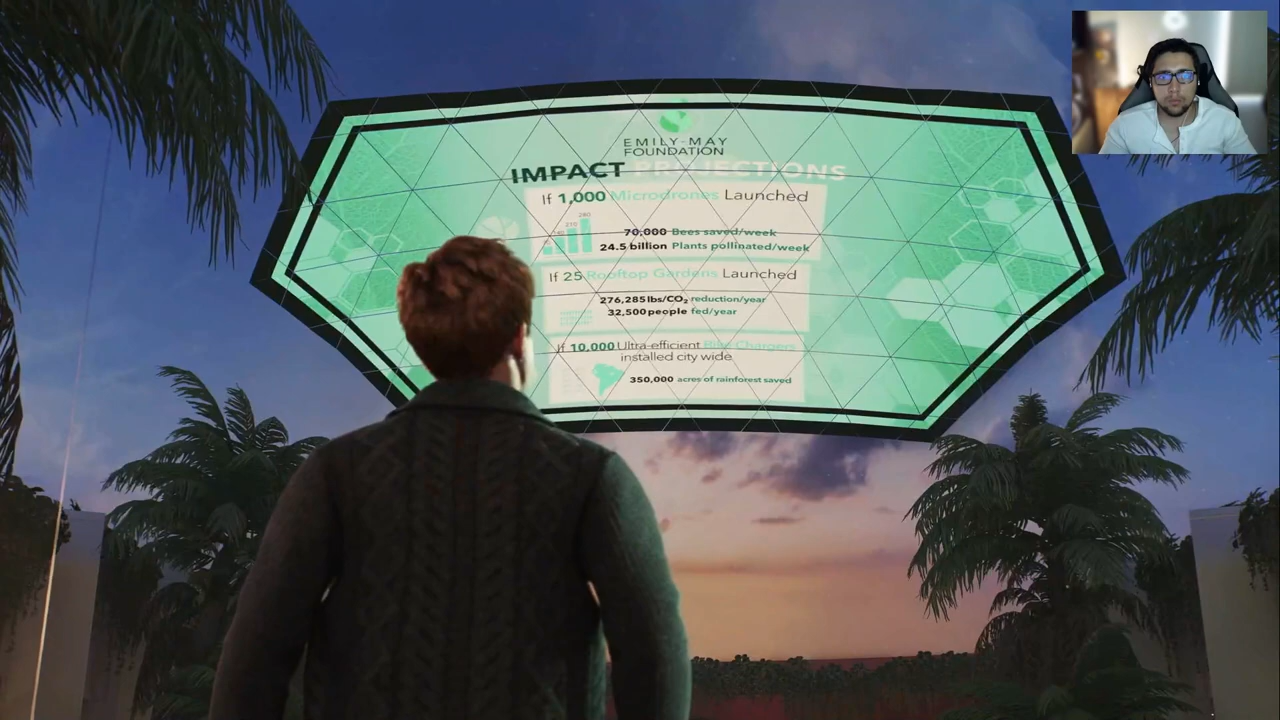 EMILY-MAY
FOUNDATION
IMPACT PROJECTIONS
If 1,000 Microdrones Launched
210
280
70,000 Bees saved/week
24.5 billion Plants pollinated/week
If 25 Rooftop Gardens Launched
276,285 lbs/CO₂ reduction/year
32,500 people fed/year
If 10,000 Ultra-efficient Bike Chargers
installed city wide
350,000 acres of rainforest saved